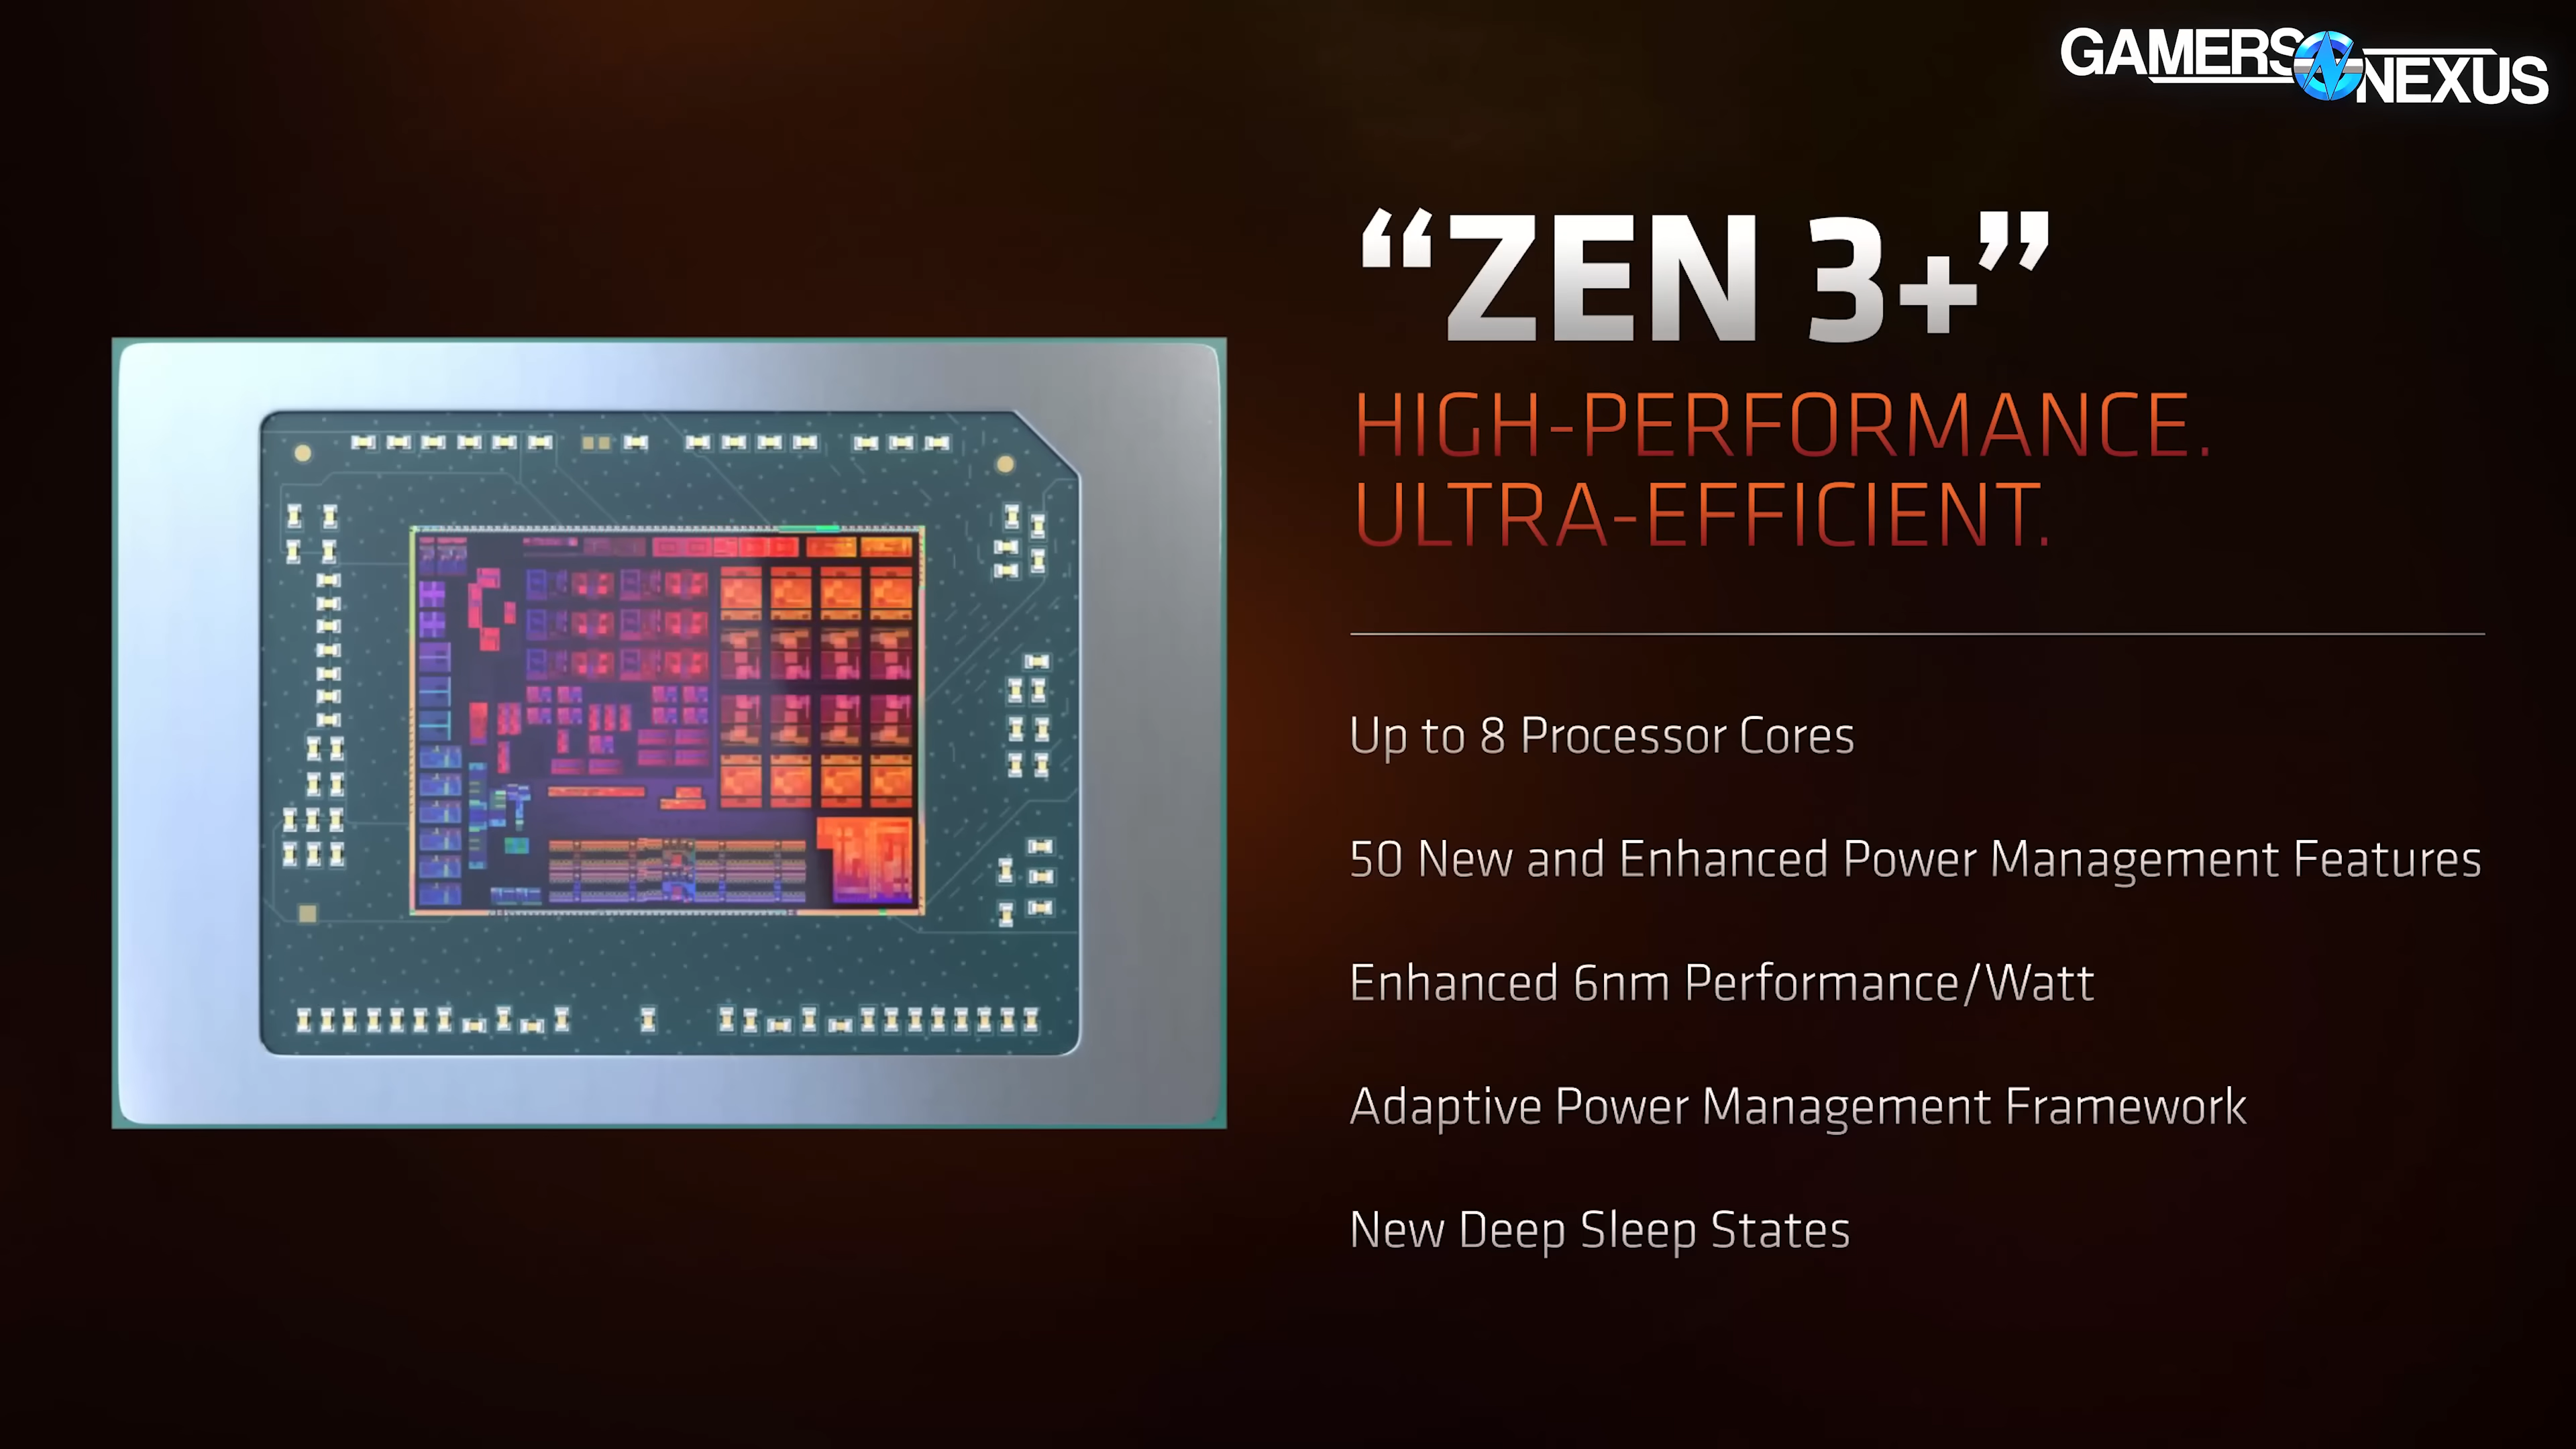 GAMERS NEXUS
“ZEN 3+”
HIGH-PERFORMANCE.
ULTRA-EFFICIENT.
Up to 8 Processor Cores
50 New and Enhanced Power Management Features
Enhanced 6nm Performance/Watt
Adaptive Power Management Framework
New Deep Sleep States